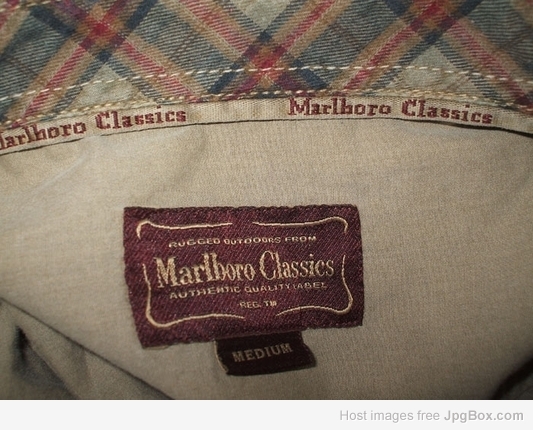 Marlboro Classics
Marlboro Classics
RUGGED OUTDOORS FROM
Marlboro Classics
AUTHENTIC QUALITY LABEL
REG. TM
MEDIUM
Host images free JpgBox.com